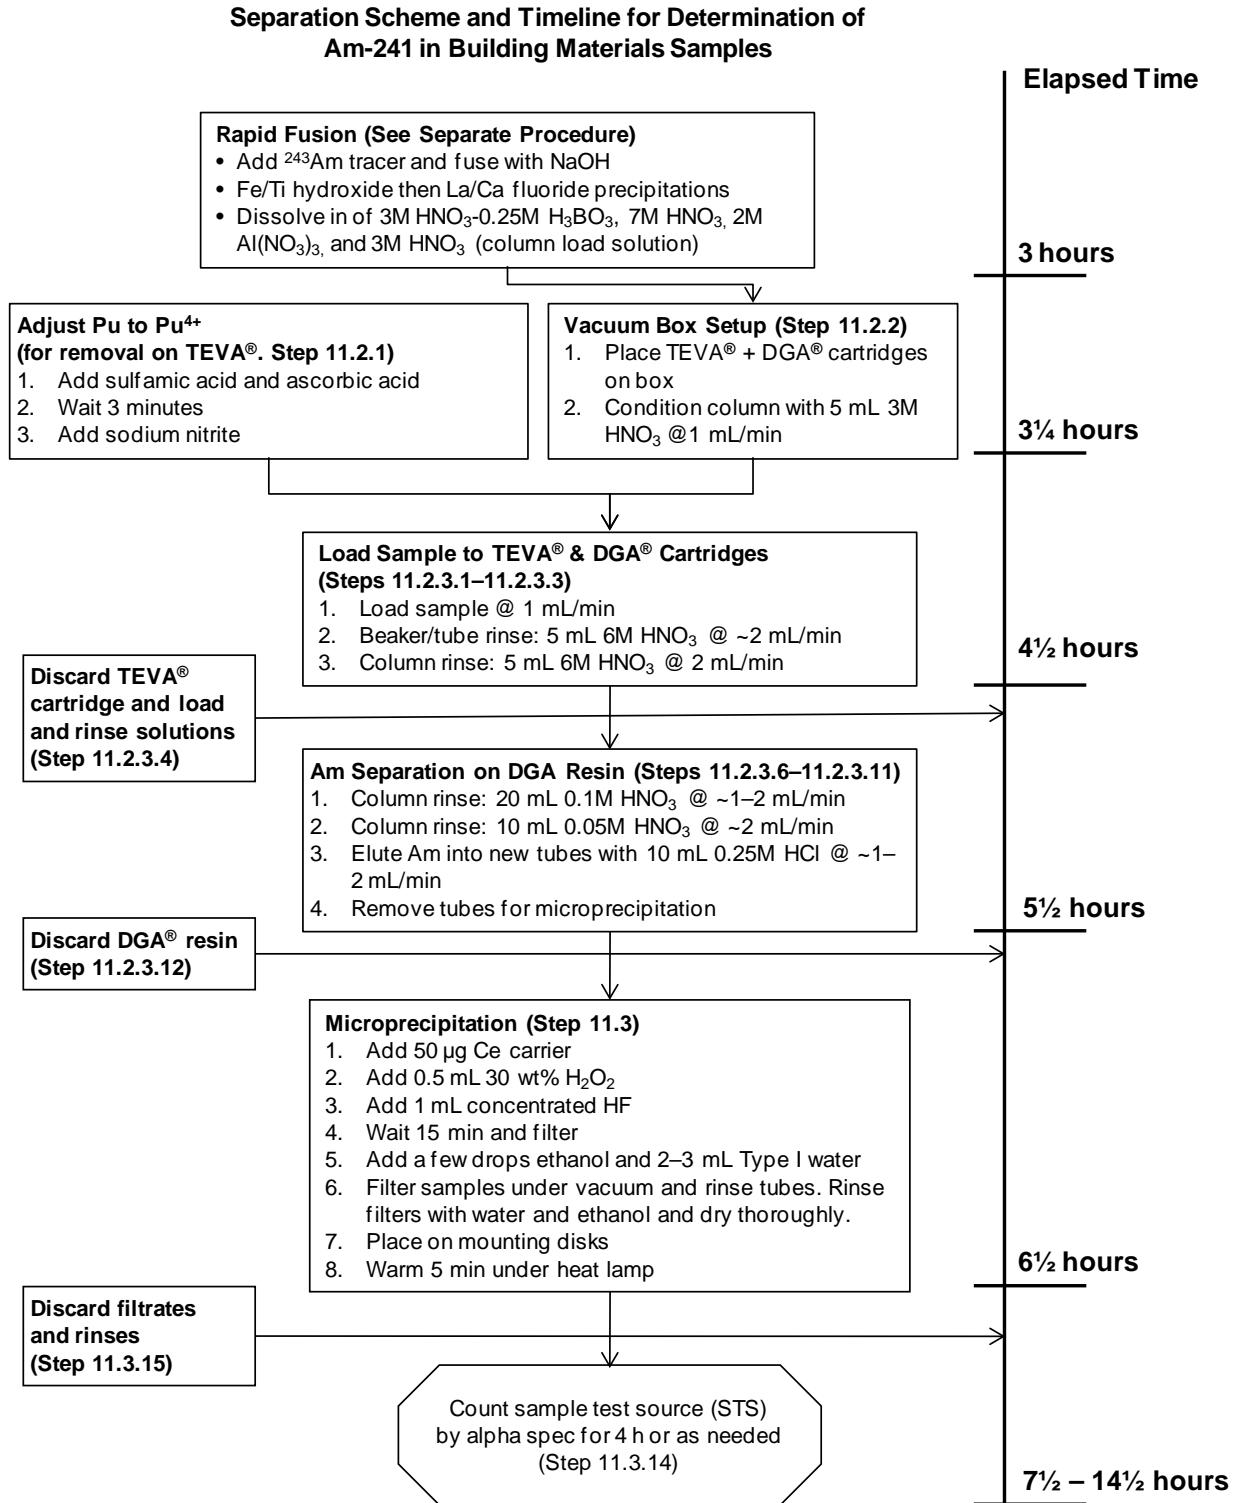 Separation Scheme and Timeline for Determination of
Am-241 in Building Materials Samples
Elapsed Time
Rapid Fusion (See Separate Procedure)
• Add ²⁴³Am tracer and fuse with NaOH
• Fe/Ti hydroxide then La/Ca fluoride precipitations
• Dissolve in of 3M HNO₃-0.25M H₃BO₃, 7M HNO₃, 2M
Al(NO₃)₃, and 3M HNO₃ (column load solution)
3 hours
Adjust Pu to Pu⁴⁺
(for removal on TEVA®. Step 11.2.1)
1. Add sulfamic acid and ascorbic acid
2. Wait 3 minutes
3. Add sodium nitrite
Vacuum Box Setup (Step 11.2.2)
1. Place TEVA® + DGA® cartridges
on box
2. Condition column with 5 mL 3M
HNO₃ @1 mL/min
3¼ hours
Load Sample to TEVA® & DGA® Cartridges
(Steps 11.2.3.1–11.2.3.3)
1. Load sample @ 1 mL/min
2. Beaker/tube rinse: 5 mL 6M HNO₃ @ ~2 mL/min
3. Column rinse: 5 mL 6M HNO₃ @ 2 mL/min
4½ hours
Discard TEVA®
cartridge and load
and rinse solutions
(Step 11.2.3.4)
Am Separation on DGA Resin (Steps 11.2.3.6–11.2.3.11)
1. Column rinse: 20 mL 0.1M HNO₃ @ ~1–2 mL/min
2. Column rinse: 10 mL 0.05M HNO₃ @ ~2 mL/min
3. Elute Am into new tubes with 10 mL 0.25M HCl @ ~1–
2 mL/min
4. Remove tubes for microprecipitation
5½ hours
Discard DGA® resin
(Step 11.2.3.12)
Microprecipitation (Step 11.3)
1. Add 50 µg Ce carrier
2. Add 0.5 mL 30 wt% H₂O₂
3. Add 1 mL concentrated HF
4. Wait 15 min and filter
5. Add a few drops ethanol and 2–3 mL Type I water
6. Filter samples under vacuum and rinse tubes. Rinse
filters with water and ethanol and dry thoroughly.
7. Place on mounting disks
8. Warm 5 min under heat lamp
6½ hours
Discard filtrates
and rinses
(Step 11.3.15)
Count sample test source (STS)
by alpha spec for 4 h or as needed
(Step 11.3.14)
7½ – 14½ hours